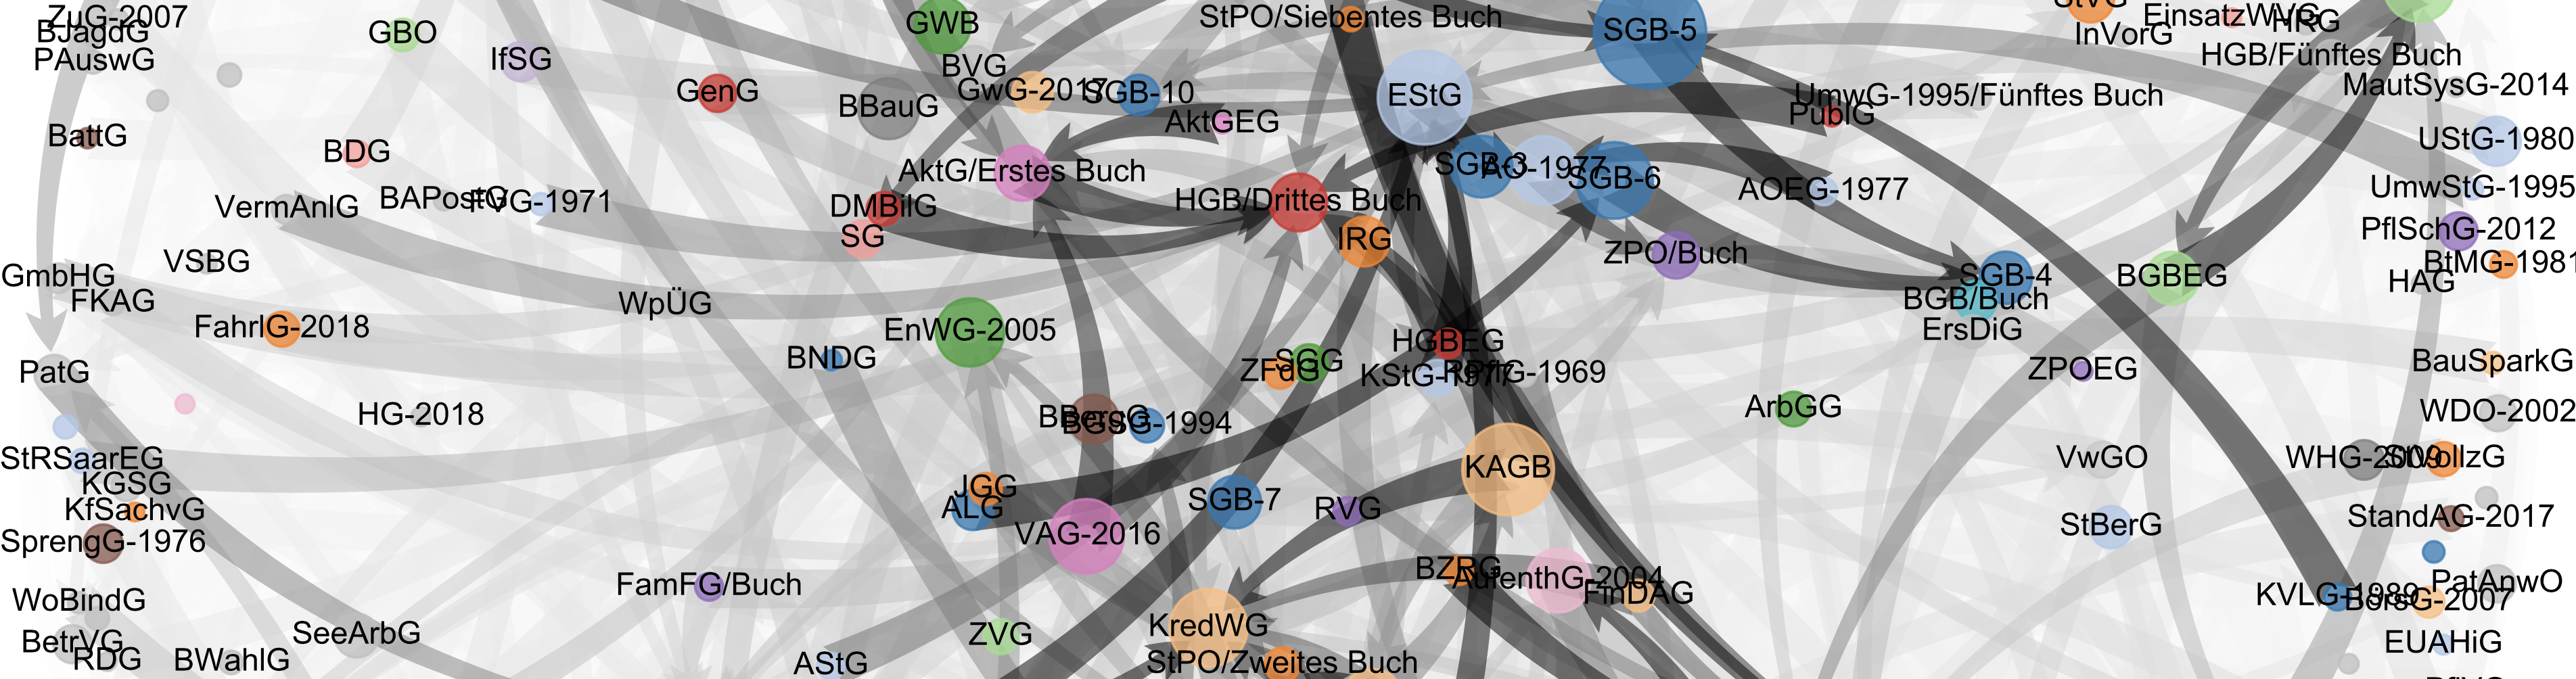 ZuG-2007
BJagdG
PAuswG
GBO
IfSG
GWB
BVG
StPO/Siebentes Buch
SGB-5
StVG
EinsatzWVG
HRG
InVorG
HGB/Fünftes Buch
MautSysG-2014
GenG
BBauG
GwG-2017
SGB-10
EStG
UmwG-1995/Fünftes Buch
PublG
AktGEG
BattG
BDG
UStG-1980
AktG/Erstes Buch
SGB-3
AO-1977
SGB-6
AOEG-1977
UmwStG-1995
VermAnlG
BAPostG
FVG-1971
DMBilG
HGB/Drittes Buch
SG
IRG
PflSchG-2012
ZPO/Buch
VSBG
BtMG-1981
GmbHG
SGB-4
BGBEG
HAG
FKAG
WpÜG
BGB/Buch
FahrlG-2018
EnWG-2005
ErsDiG
HGBEG
BNDG
SGG
ZFdG
KStG-1977
RPflG-1969
ZPOEG
BauSparkG
PatG
HG-2018
BBergG
BGSG-1994
ArbGG
WDO-2002
StRSaarEG
KAGB
VwGO
WHG-2009
StVollzG
KGSG
JGG
ALG
SGB-7
RVG
KfSachvG
StandAG-2017
VAG-2016
StBerG
SprengG-1976
BZRG
AufenthG-2004
FinDAG
FamFG/Buch
PatAnwO
KVLG-1989
BörsG-2007
WoBindG
KredWG
SeeArbG
ZVG
BetrVG
EUAHiG
RDG
BWahlG
AStG
StPO/Zweites Buch